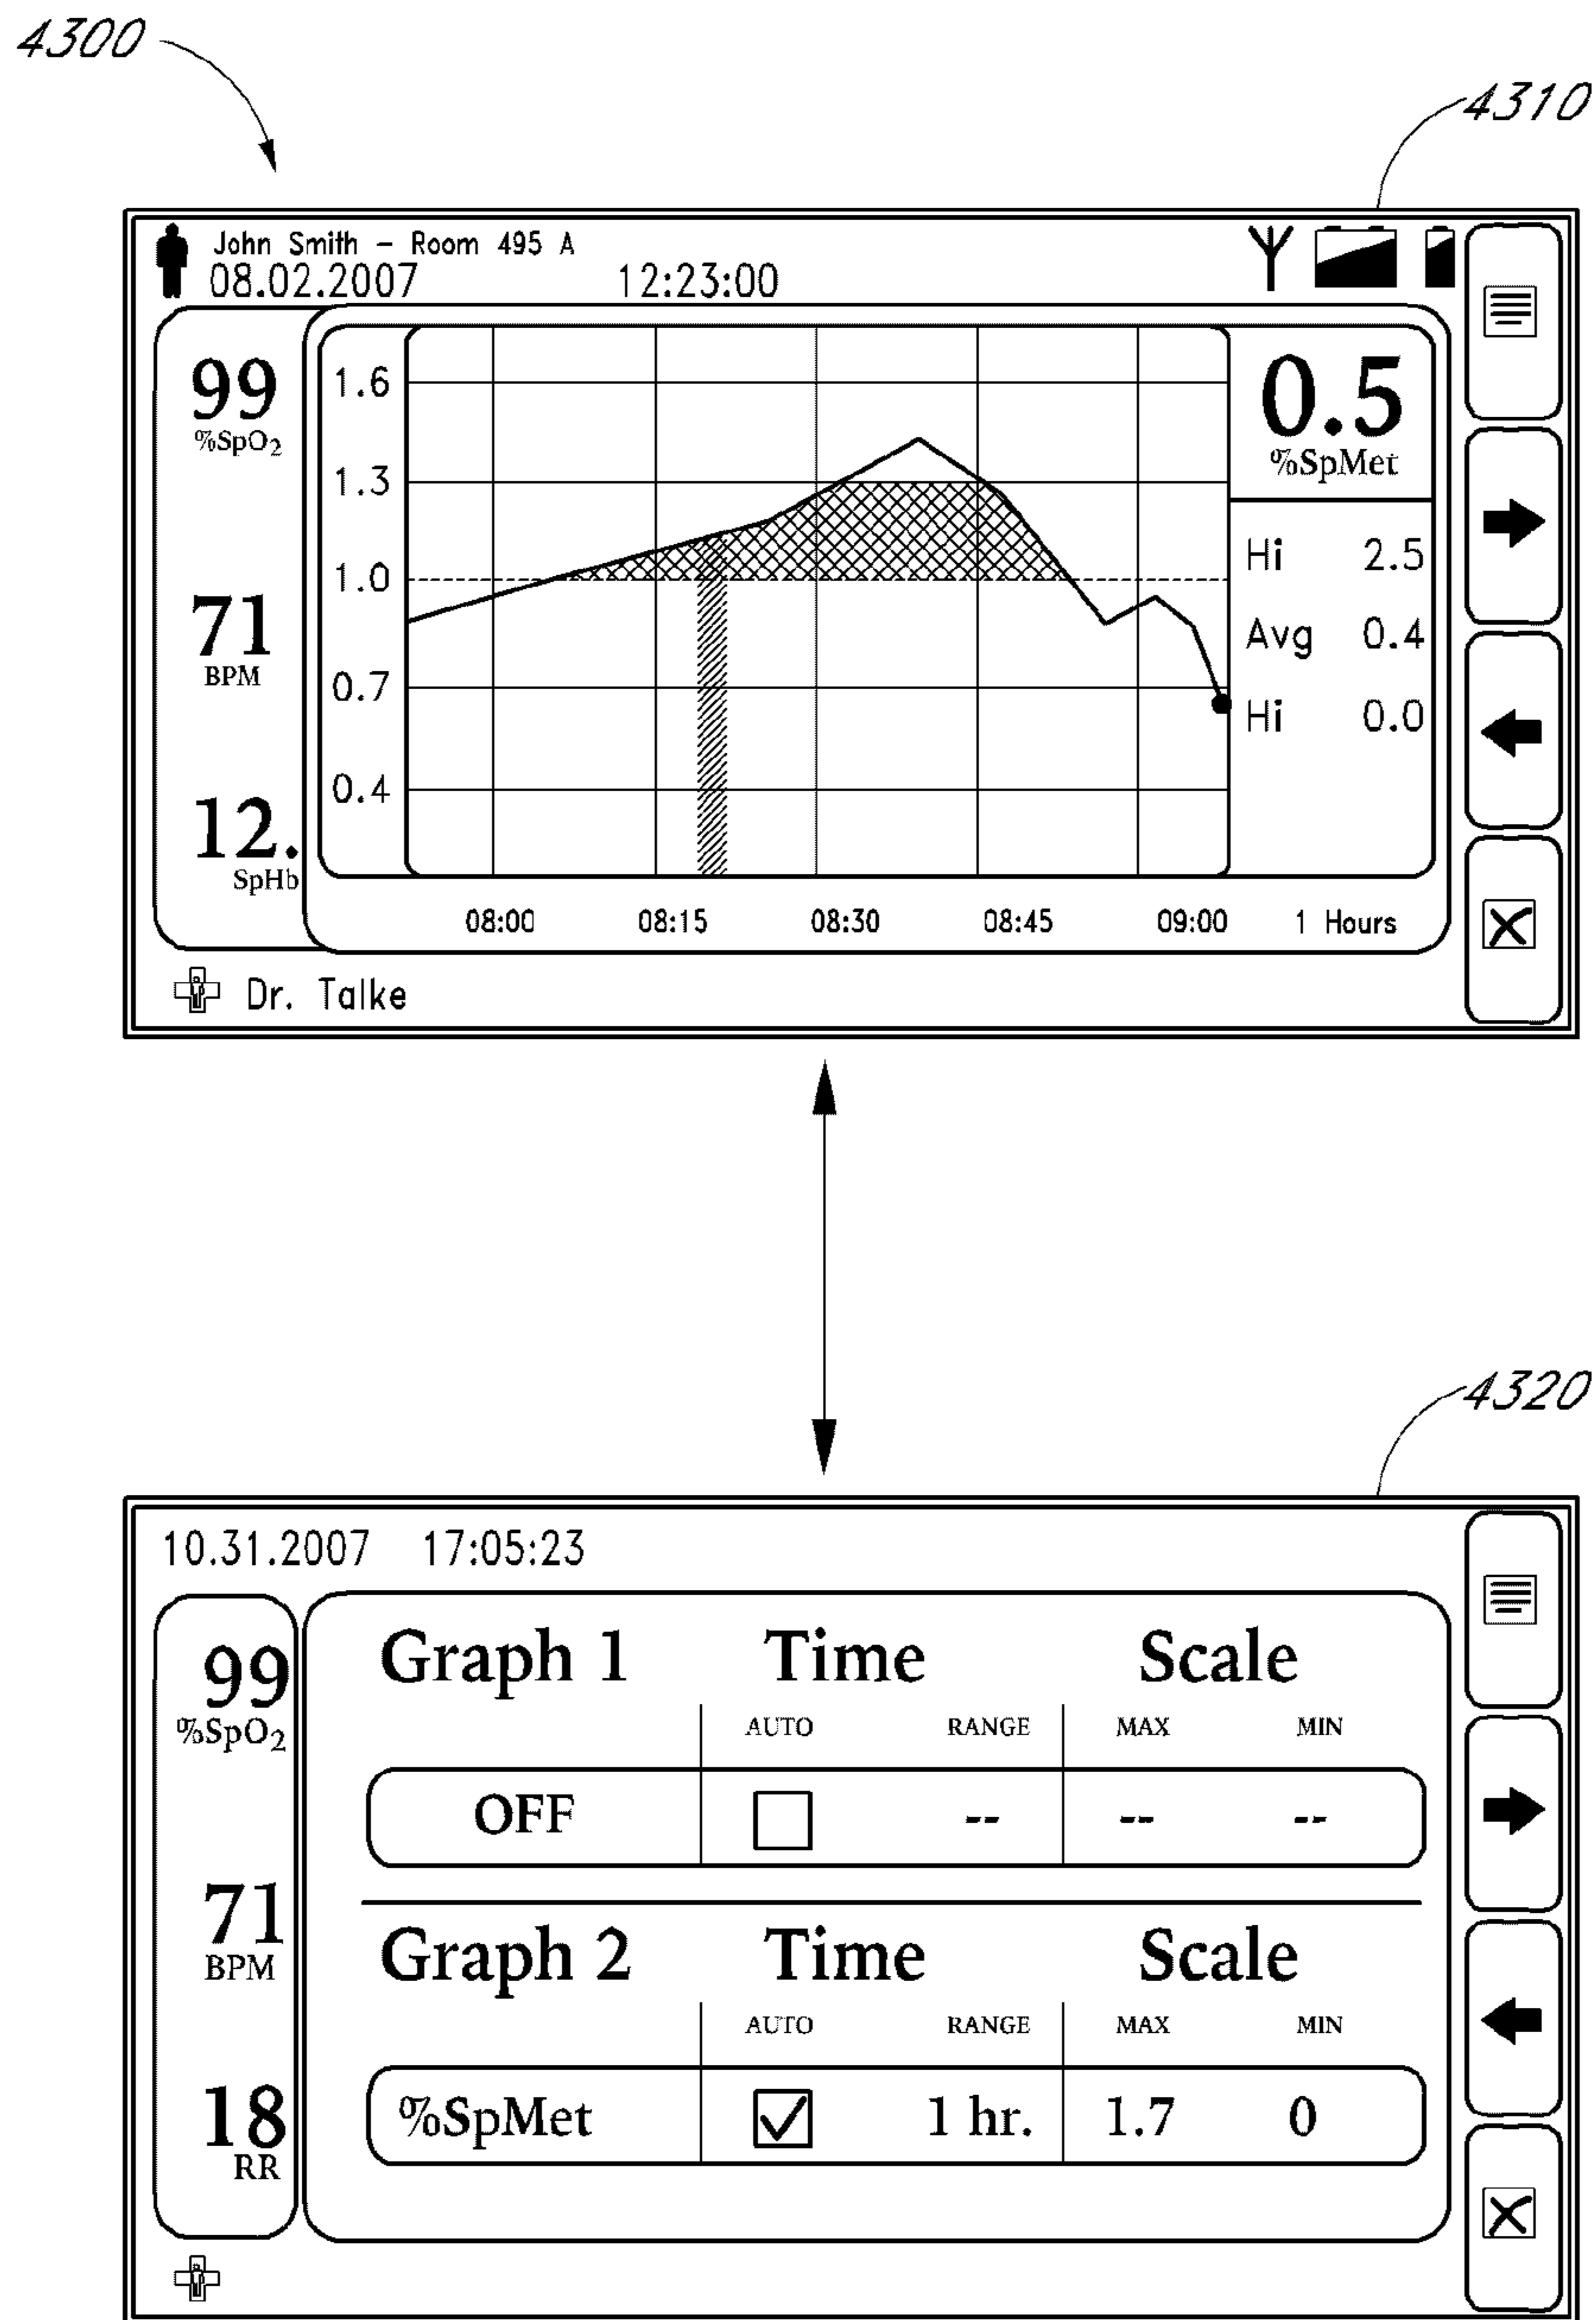 4300
4310
John Smith - Room 495 A
08.02.2007 12:23:00
99
%SpO2
71
BPM
12.
SpHb
1.6
1.3
1.0
0.7
0.4
0.5
%SpMet
Hi 2.5
Avg 0.4
Hi 0.0
08:00 08:15 08:30 08:45 09:00 1 Hours
Dr. Talke
4320
10.31.2007 17:05:23
99
%SpO2
71
BPM
18
RR
Graph 1 Time Scale
AUTO RANGE MAX MIN
OFF -- -- --
Graph 2 Time Scale
AUTO RANGE MAX MIN
%SpMet 1 hr. 1.7 0